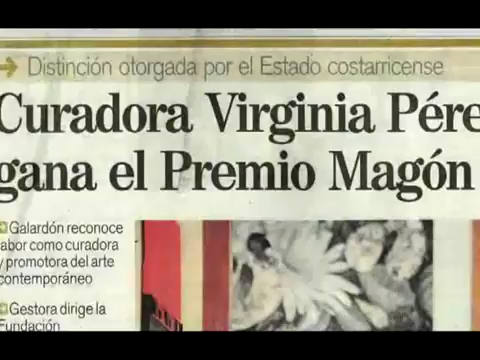 Distinción otorgada por el Estado costarricense
Curadora Virginia Pére
gana el Premio Magón
Galardón reconoce
labor como curadora
y promotora del arte
contemporáneo
Gestora dirige la
Fundación